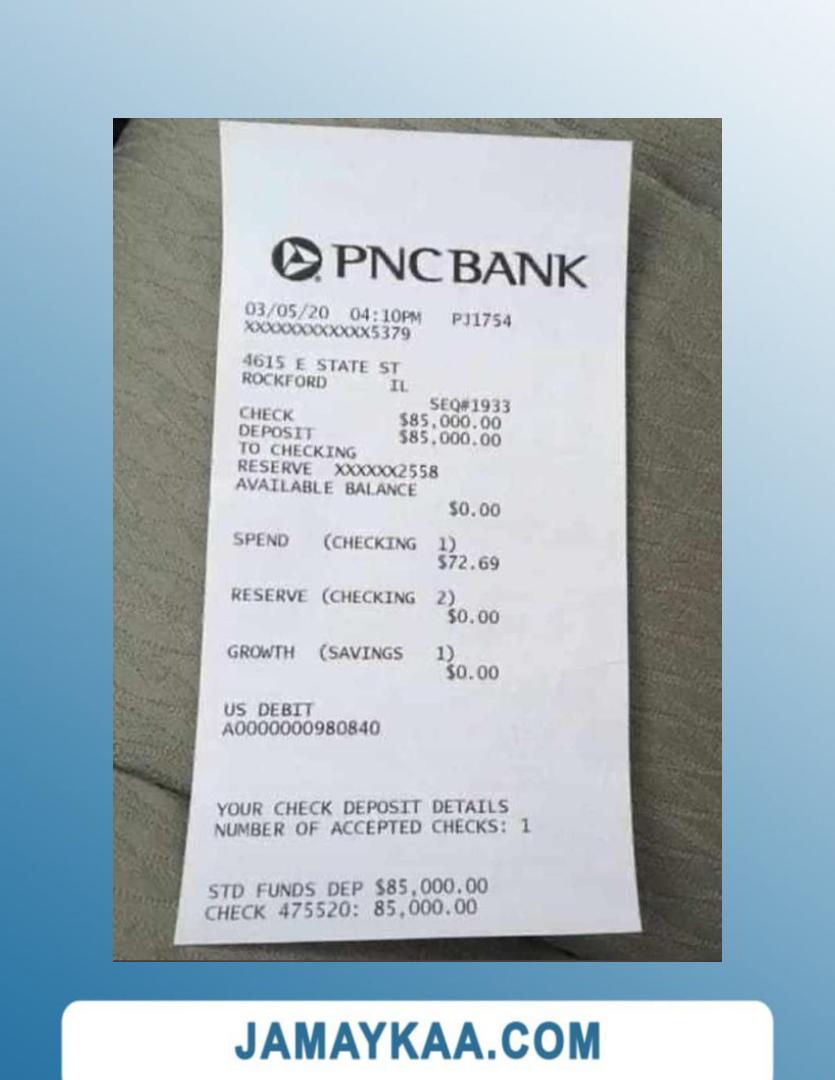 PNC BANK
03/05/20 04:10PM PJ1754
XXXXXXXXXXXX5379
4615 E STATE ST
ROCKFORD IL
SEQ#1933
CHECK $85,000.00
DEPOSIT $85,000.00
TO CHECKING
RESERVE XXXXXX2558
AVAILABLE BALANCE
$0.00
SPEND (CHECKING 1)
$72.69
RESERVE (CHECKING 2)
$0.00
GROWTH (SAVINGS 1)
$0.00
US DEBIT
A0000000980840
YOUR CHECK DEPOSIT DETAILS
NUMBER OF ACCEPTED CHECKS: 1
STD FUNDS DEP $85,000.00
CHECK 475520: 85,000.00
JAMAYKAA.COM